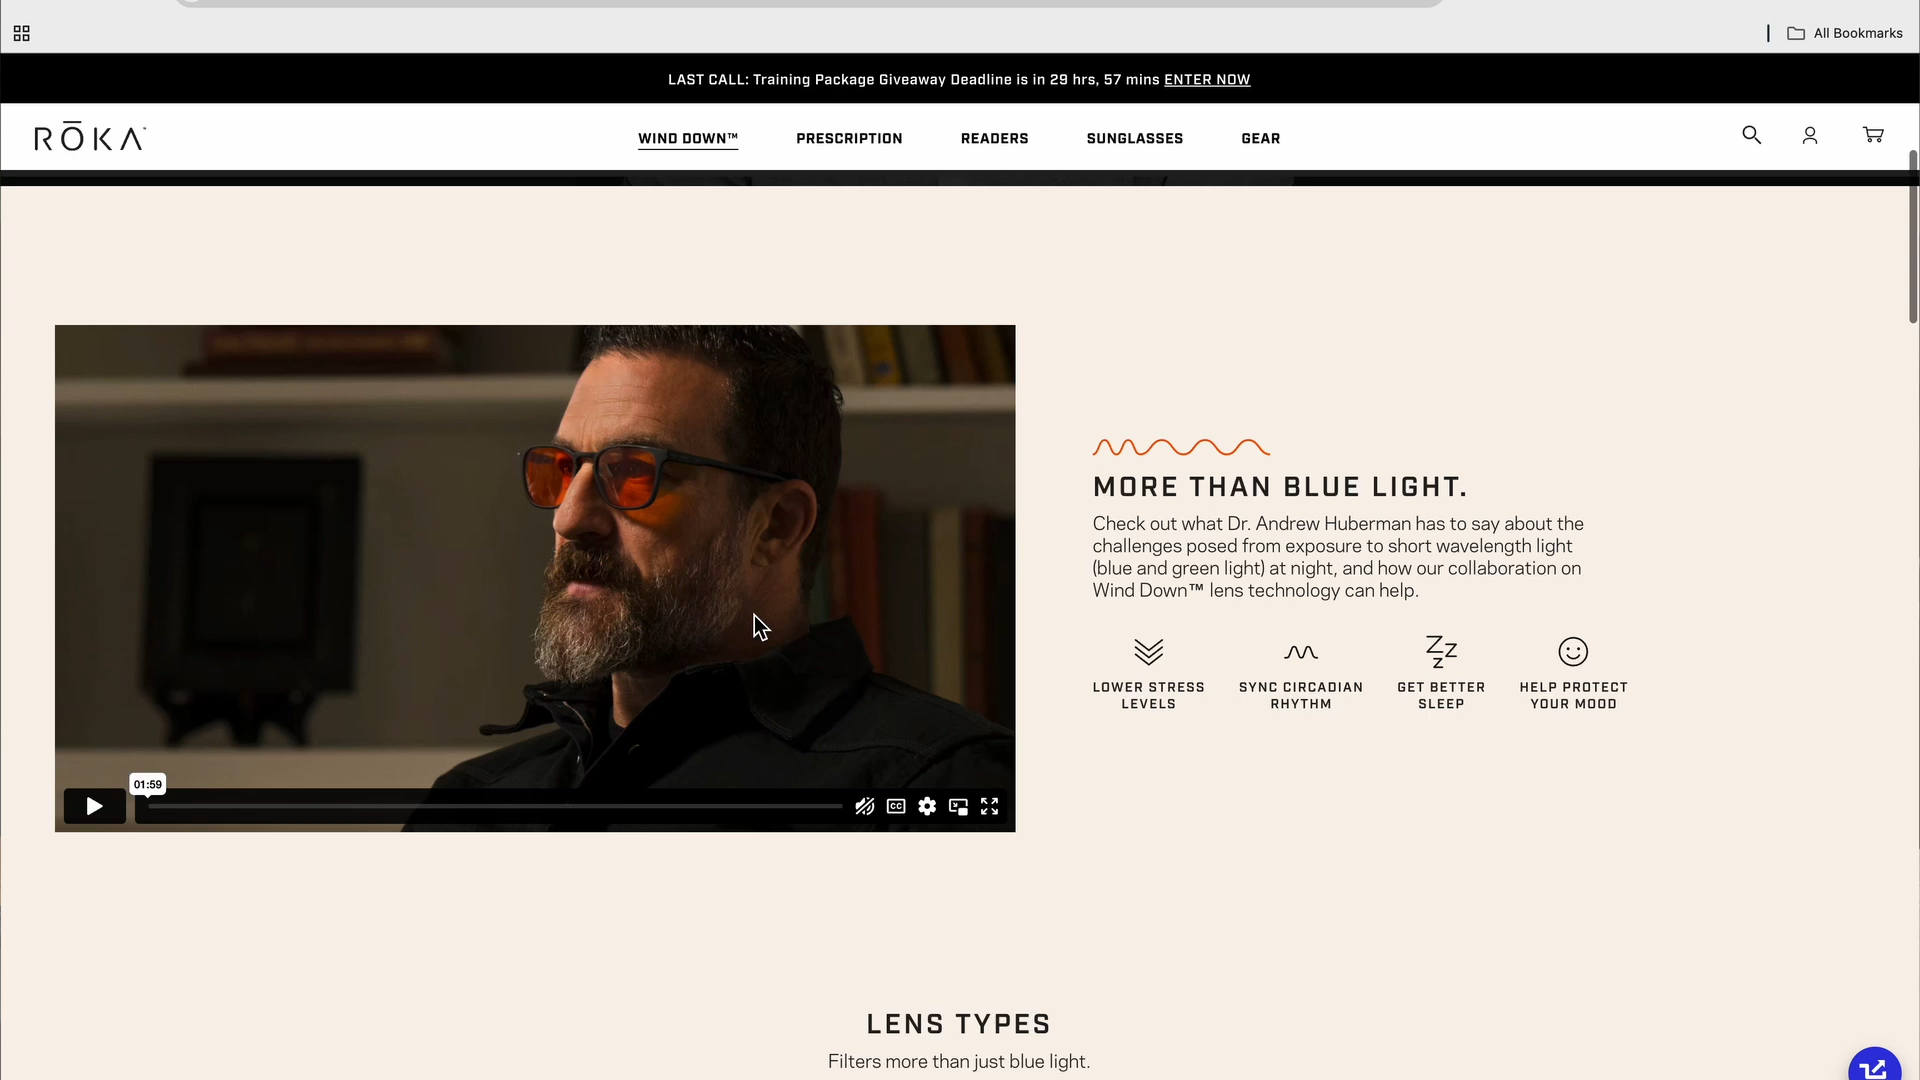 All Bookmarks
LAST CALL: Training Package Giveaway Deadline is in 29 hrs, 57 mins ENTER NOW
RŌKA™
WIND DOWN™ PRESCRIPTION READERS SUNGLASSES GEAR
MORE THAN BLUE LIGHT.
Check out what Dr. Andrew Huberman has to say about the
challenges posed from exposure to short wavelength light
(blue and green light) at night, and how our collaboration on
Wind Down™ lens technology can help.
Zzz
LOWER STRESS
LEVELS
SYNC CIRCADIAN
RHYTHM
GET BETTER
SLEEP
HELP PROTECT
YOUR MOOD
01:59
CC
LENS TYPES
Filters more than just blue light.